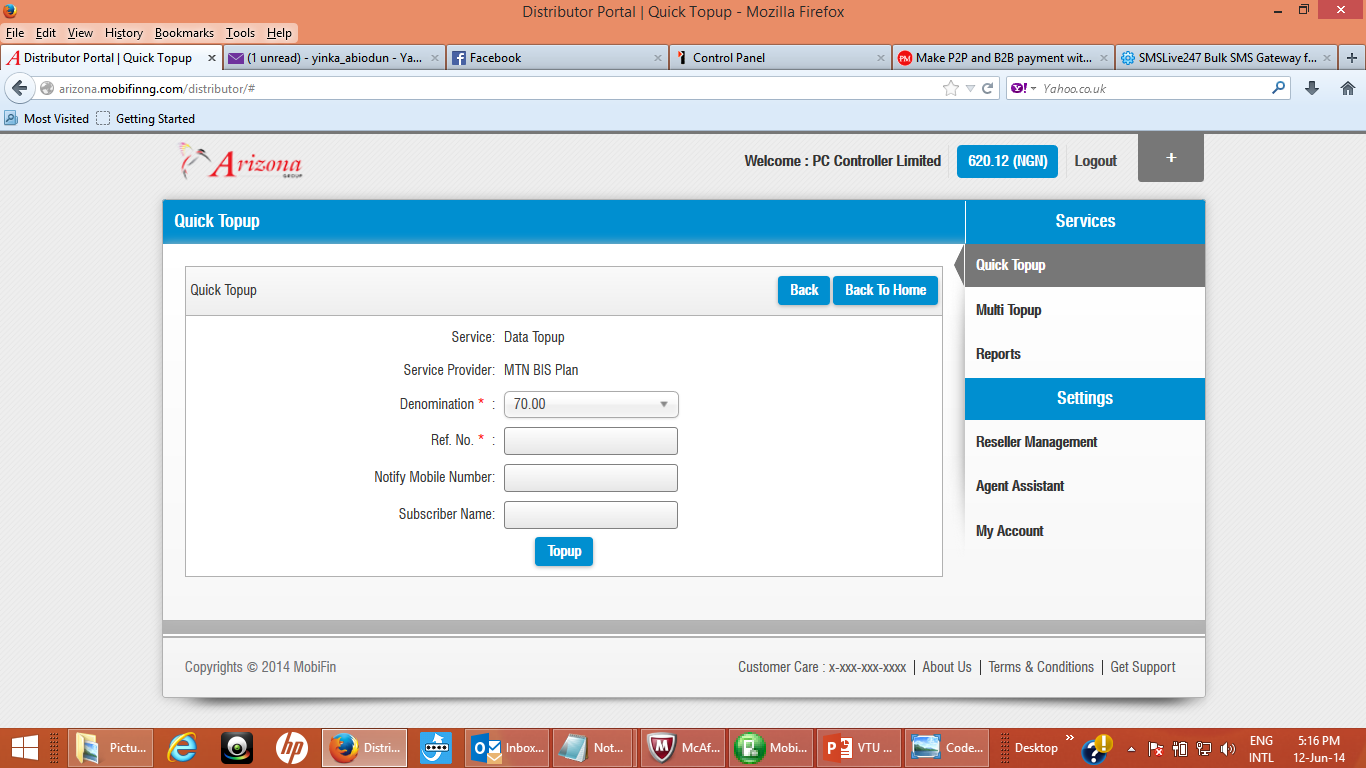 Distributor Portal | Quick Topup - Mozilla Firefox
File Edit View History Bookmarks Tools Help
Distributor Portal | Quick Topup
(1 unread) - yinka_abiodun - Ya...
Facebook
Control Panel
Make P2P and B2B payment wit...
SMSLive247 Bulk SMS Gateway f...
arizona.mobifinng.com/distributor/#
Yahoo.co.uk
Most Visited Getting Started
Arizona
GROUP
Welcome : PC Controller Limited
620.12 (NGN)
Logout
+
Quick Topup
Services
Quick Topup
Back
Back To Home
Service: Data Topup
Service Provider: MTN BIS Plan
Denomination * : 70.00
Ref. No. * :
Notify Mobile Number:
Subscriber Name:
Topup
Quick Topup
Multi Topup
Reports
Settings
Reseller Management
Agent Assistant
My Account
Copyrights © 2014 MobiFin
Customer Care : x-xxx-xxx-xxxx | About Us | Terms & Conditions | Get Support
Pictu...
Distri...
Inbox...
Not...
McAf...
Mobi...
VTU ...
Code...
Desktop
ENG
INTL
5:16 PM
12-Jun-14